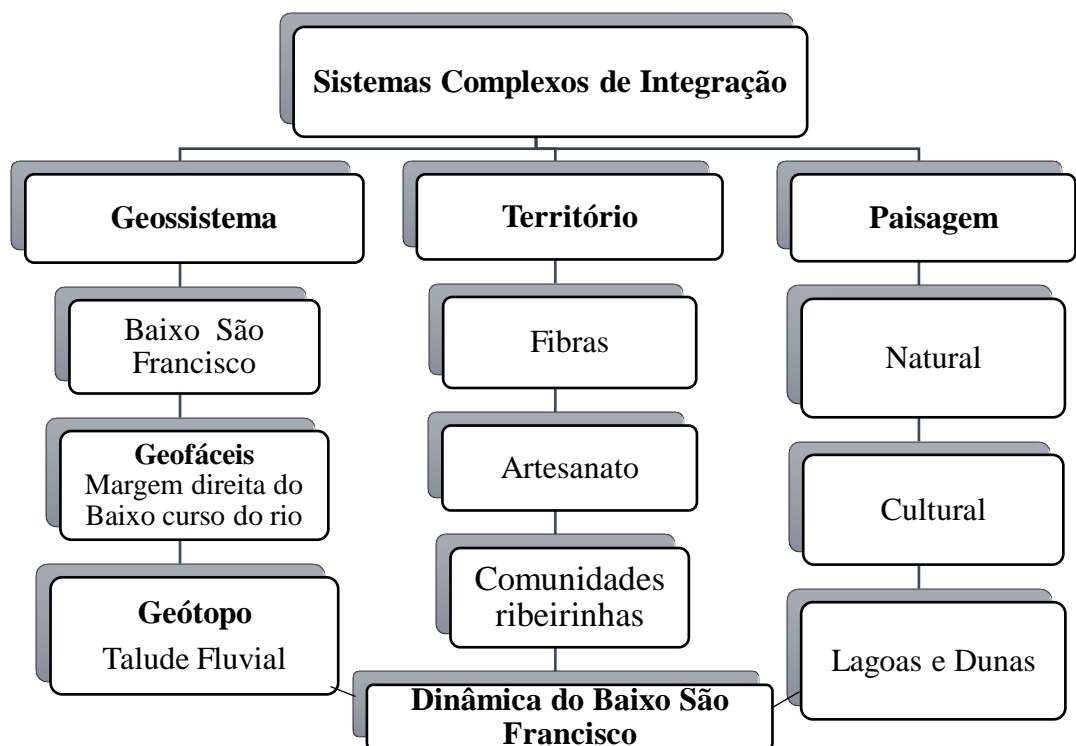 Sistemas Complexos de Integração
Geossistema
Território
Paisagem
Baixo São
Francisco
Fibras
Natural
Geofáceis
Margem direita do
Baixo curso do rio
Artesanato
Cultural
Geótopo
Talude Fluvial
Comunidades
ribeirinhas
Lagoas e Dunas
Dinâmica do Baixo São
Francisco